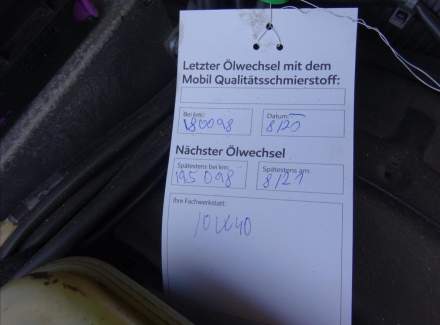 Letzter Ölwechsel mit dem
Mobil Qualitätsschmierstoff:
Bei km: Datum:
180098 8/20
Nächster Ölwechsel
Spätestens bei km: Spätestens am:
195 098 8/21
Ihre Fachwerkstatt:
10W40